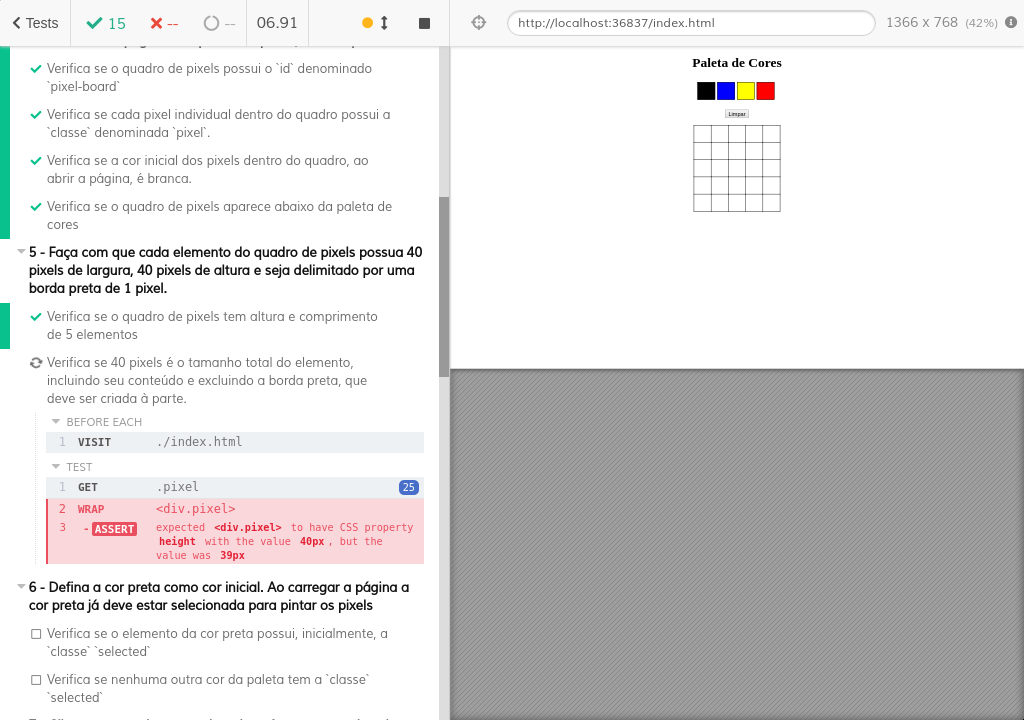 Tests
15
--
--
06.91
http://localhost:36837/index.html
1366 x 768 (42%)
Verifica se o quadro de pixels possui o `id` denominado
`pixel-board`
Verifica se cada pixel individual dentro do quadro possui a
`classe` denominada `pixel`.
Verifica se a cor inicial dos pixels dentro do quadro, ao
abrir a página, é branca.
Verifica se o quadro de pixels aparece abaixo da paleta de
cores
5 - Faça com que cada elemento do quadro de pixels possua 40
pixels de largura, 40 pixels de altura e seja delimitado por uma
borda preta de 1 pixel.
Verifica se o quadro de pixels tem altura e comprimento
de 5 elementos
Verifica se 40 pixels é o tamanho total do elemento,
incluindo seu conteúdo e excluindo a borda preta, que
deve ser criada à parte.
BEFORE EACH
1 VISIT ./index.html
TEST
1 GET .pixel 25
2 WRAP <div.pixel>
3 - ASSERT expected <div.pixel> to have CSS property
height with the value 40px, but the
value was 39px
6 - Defina a cor preta como cor inicial. Ao carregar a página a
cor preta já deve estar selecionada para pintar os pixels
Verifica se o elemento da cor preta possui, inicialmente, a
`classe` `selected`
Verifica se nenhuma outra cor da paleta tem a `classe`
`selected`
Paleta de Cores
Limpar